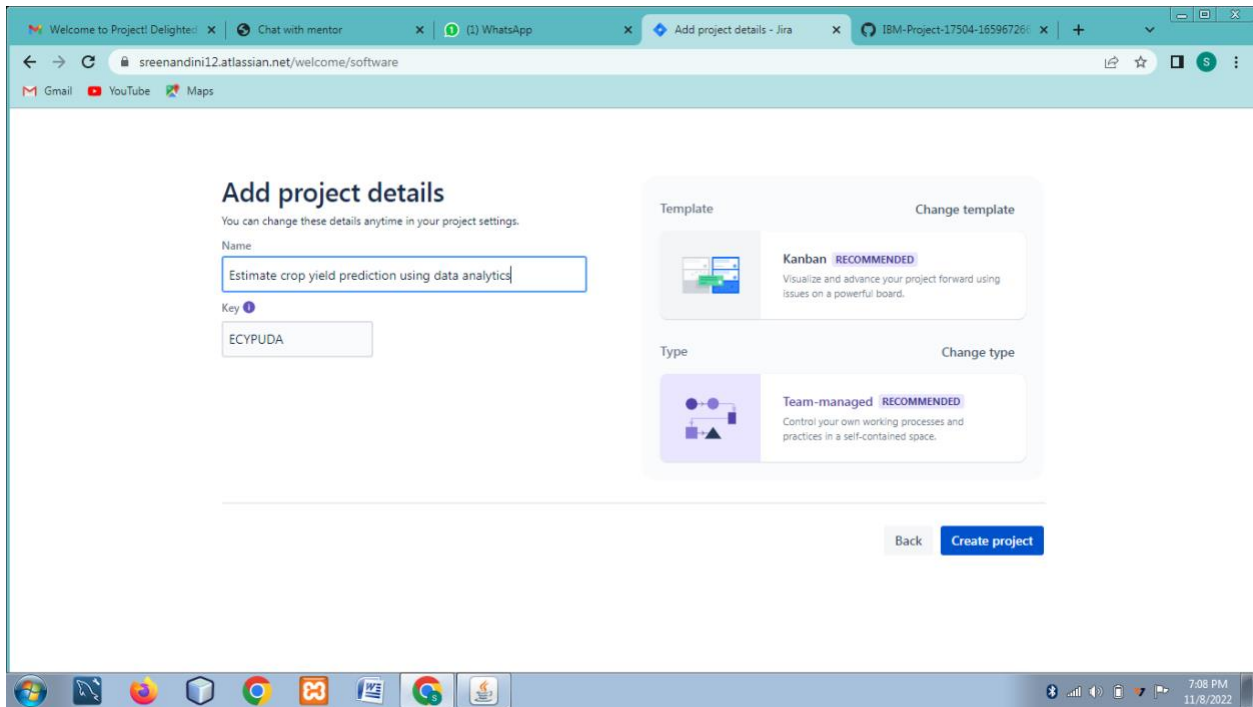 Welcome to Project! Delighted
Chat with mentor
(1) WhatsApp
Add project details - Jira
IBM-Project-17504-16596726
sreenandini12.atlassian.net/welcome/software
S
Gmail
YouTube
Maps
Add project details
You can change these details anytime in your project settings.
Name
Estimate crop yield prediction using data analytics
Key
ECYPUDA
Template
Change template
Kanban RECOMMENDED
Visualize and advance your project forward using
issues on a powerful board.
Type
Change type
Team-managed RECOMMENDED
Control your own working processes and
practices in a self-contained space.
Back
Create project
7:08 PM
11/8/2022